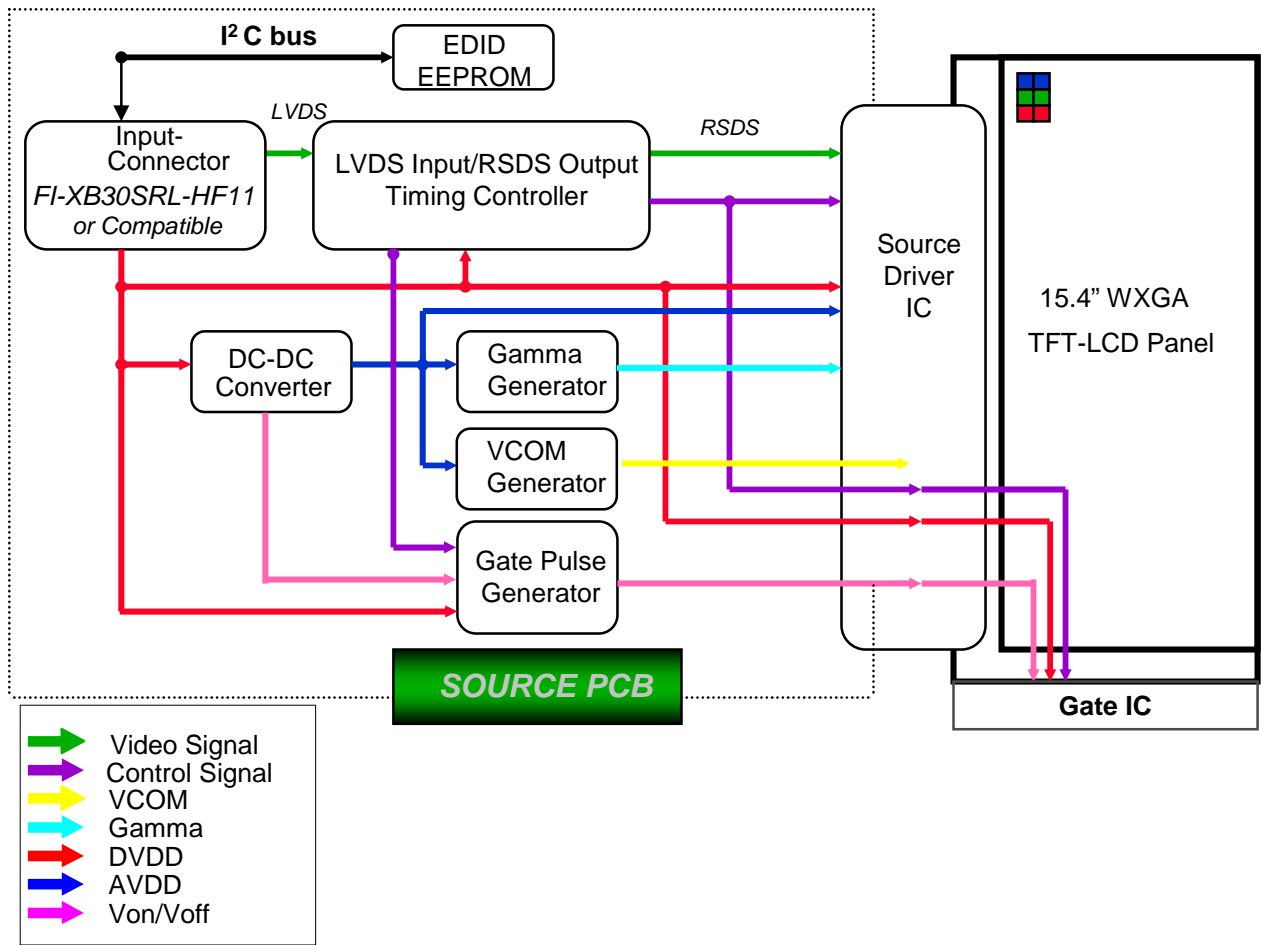 I² C bus
EDID
EEPROM
LVDS
RSDS
Input-
Connector
FI-XB30SRL-HF11
or Compatible
LVDS Input/RSDS Output
Timing Controller
Source
Driver
IC
15.4” WXGA
TFT-LCD Panel
DC-DC
Converter
Gamma
Generator
VCOM
Generator
Gate Pulse
Generator
SOURCE PCB
Gate IC
Video Signal
Control Signal
VCOM
Gamma
DVDD
AVDD
Von/Voff